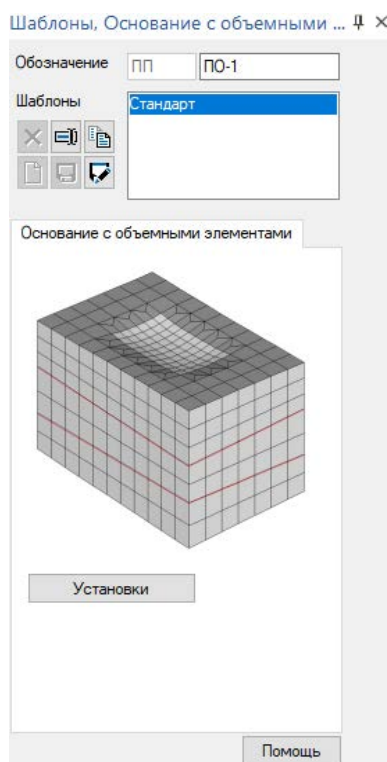 Шаблоны, Основание с объемными ...
Обозначение ПП ПО-1
Шаблоны Стандарт
Основание с объемными элементами
Установки
Помощь